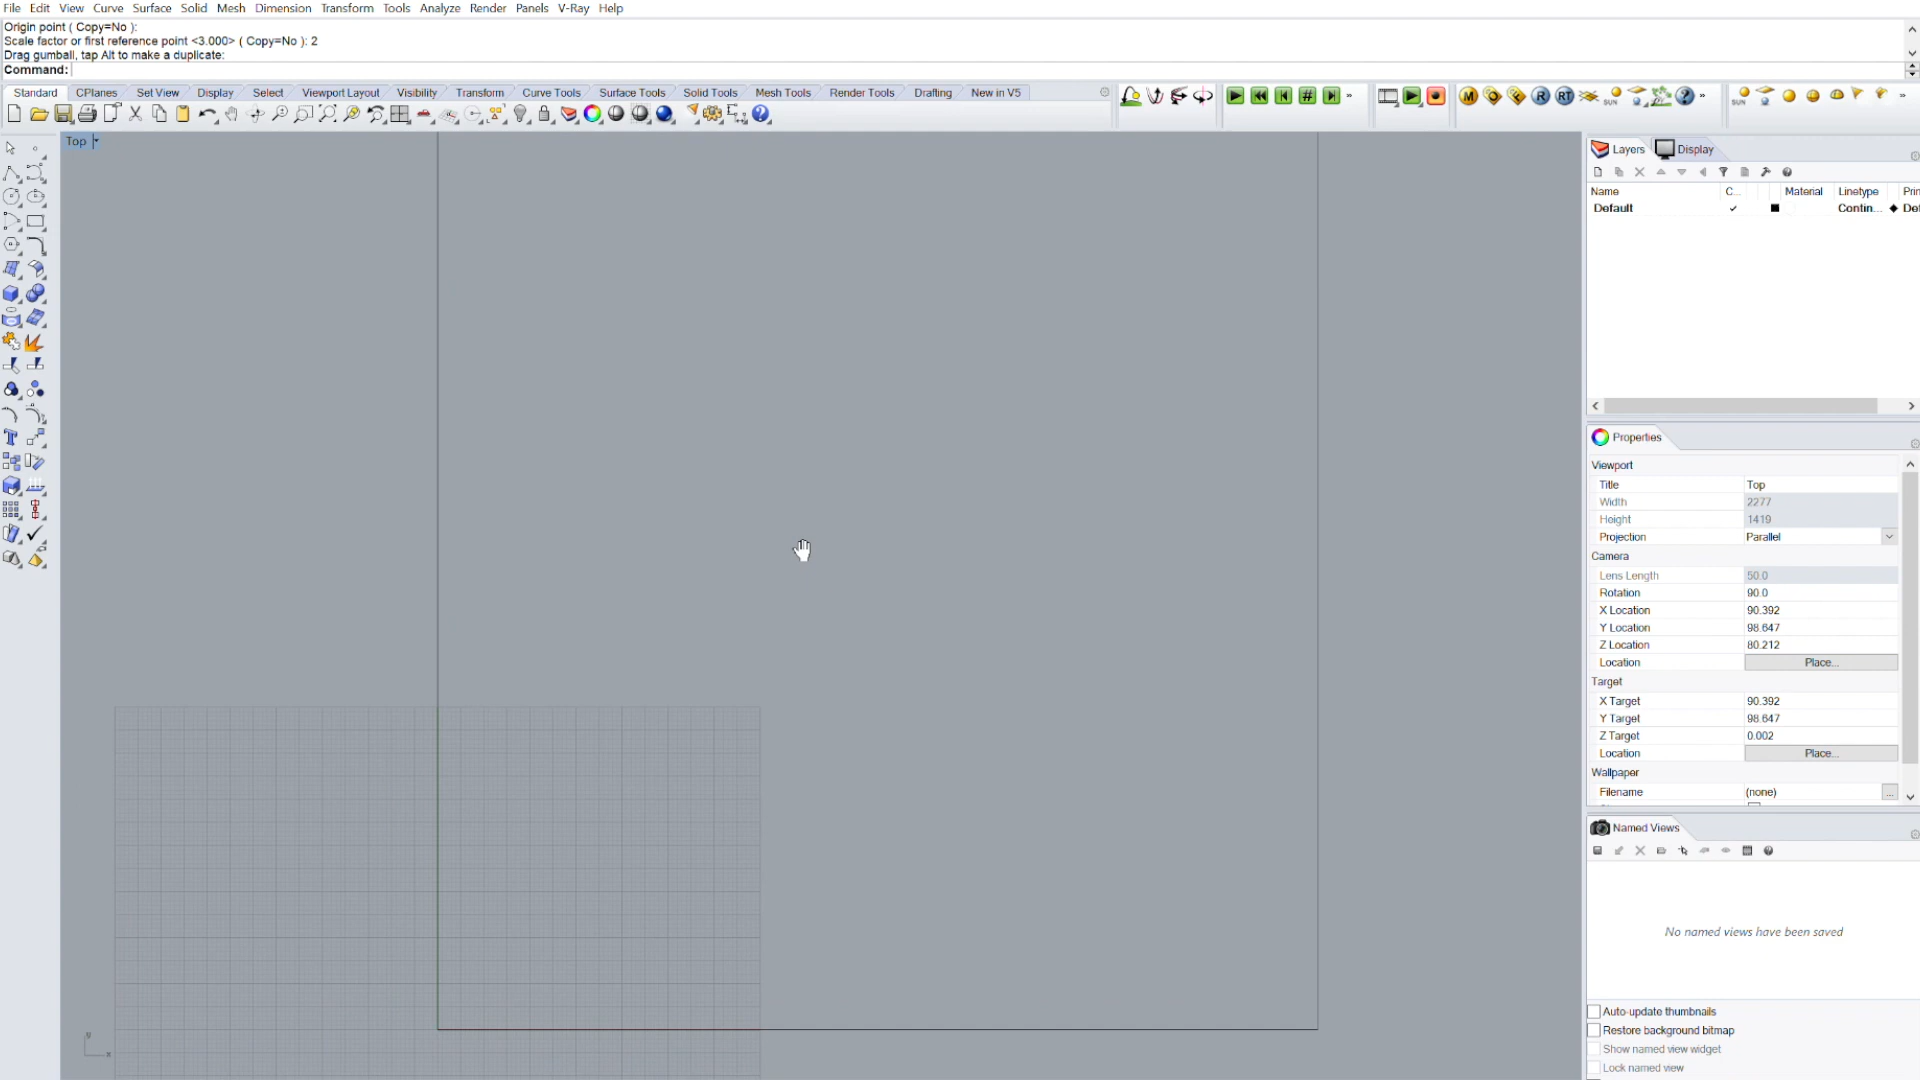 File Edit View Curve Surface Solid Mesh Dimension Transform Tools Analyze Render Panels V-Ray Help
Origin point ( Copy=No ):
Scale factor or first reference point <3.000> ( Copy=No ): 2
Drag gumball, tap Alt to make a duplicate:
Command:
Standard CPlanes Set View Display Select Viewport Layout Visibility Transform Curve Tools Surface Tools Solid Tools Mesh Tools Render Tools Drafting New in V5
Top
Layers Display
Name C... Material Linetype Prin
Default Contin... Def
Properties
Viewport
Title Top
Width 2277
Height 1419
Projection Parallel
Camera
Lens Length 50.0
Rotation 90.0
X Location 90.392
Y Location 98.647
Z Location 80.212
Location Place...
Target
X Target 90.392
Y Target 98.647
Z Target 0.002
Location Place...
Wallpaper
Filename (none) ...
Named Views
No named views have been saved
Auto-update thumbnails
Restore background bitmap
Show named view widget
Lock named view
y
x